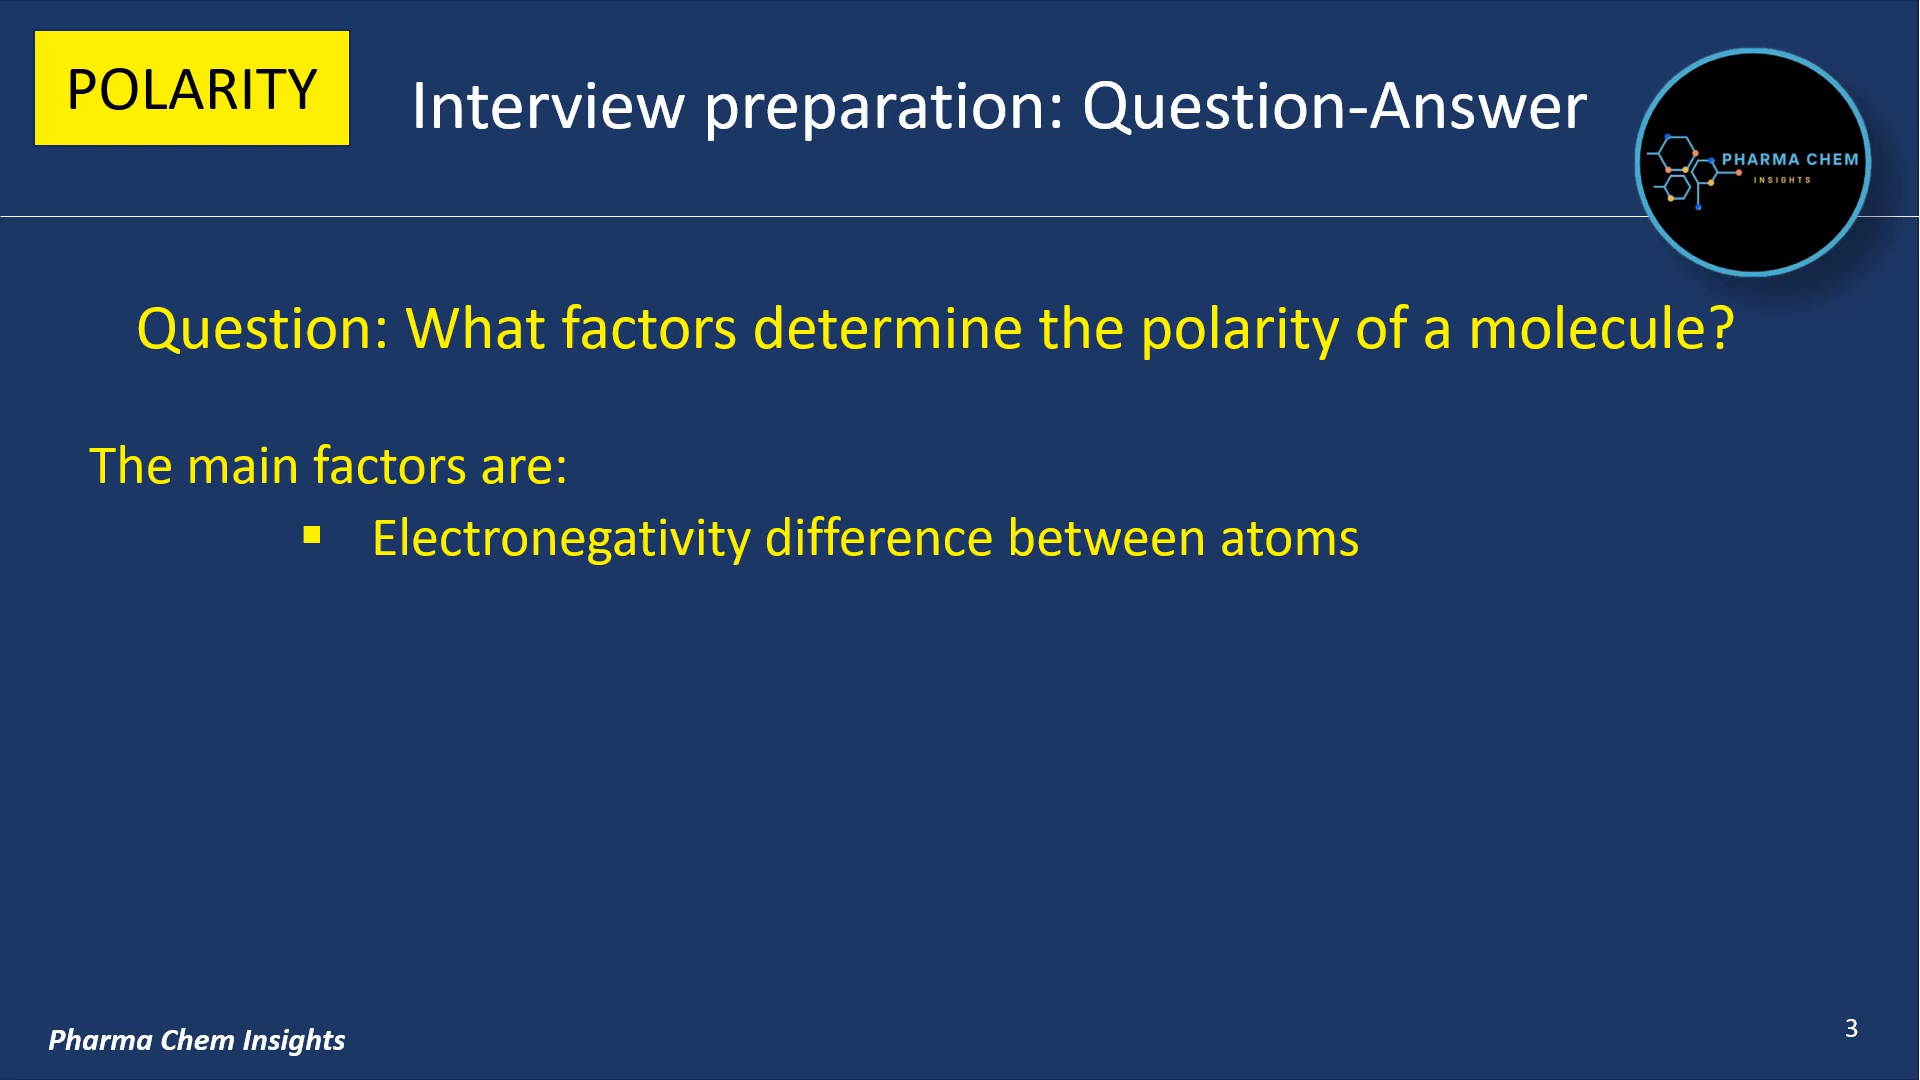 POLARITY
Interview preparation: Question-Answer
PHARMA CHEM
INSIGHTS
Question: What factors determine the polarity of a molecule?
The main factors are:
▪ Electronegativity difference between atoms
Pharma Chem Insights
3